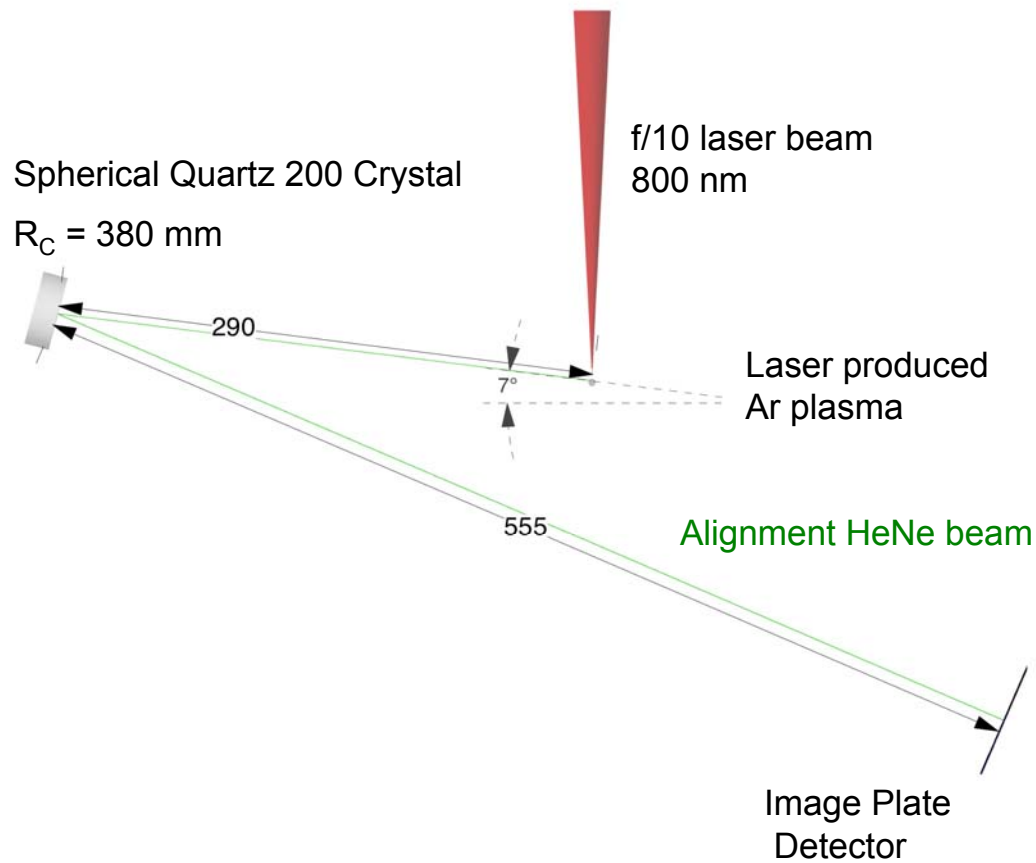 f/10 laser beam
800 nm
Spherical Quartz 200 Crystal
R_C = 380 mm
290
7°
Laser produced
Ar plasma
555
Alignment HeNe beam
Image Plate
Detector